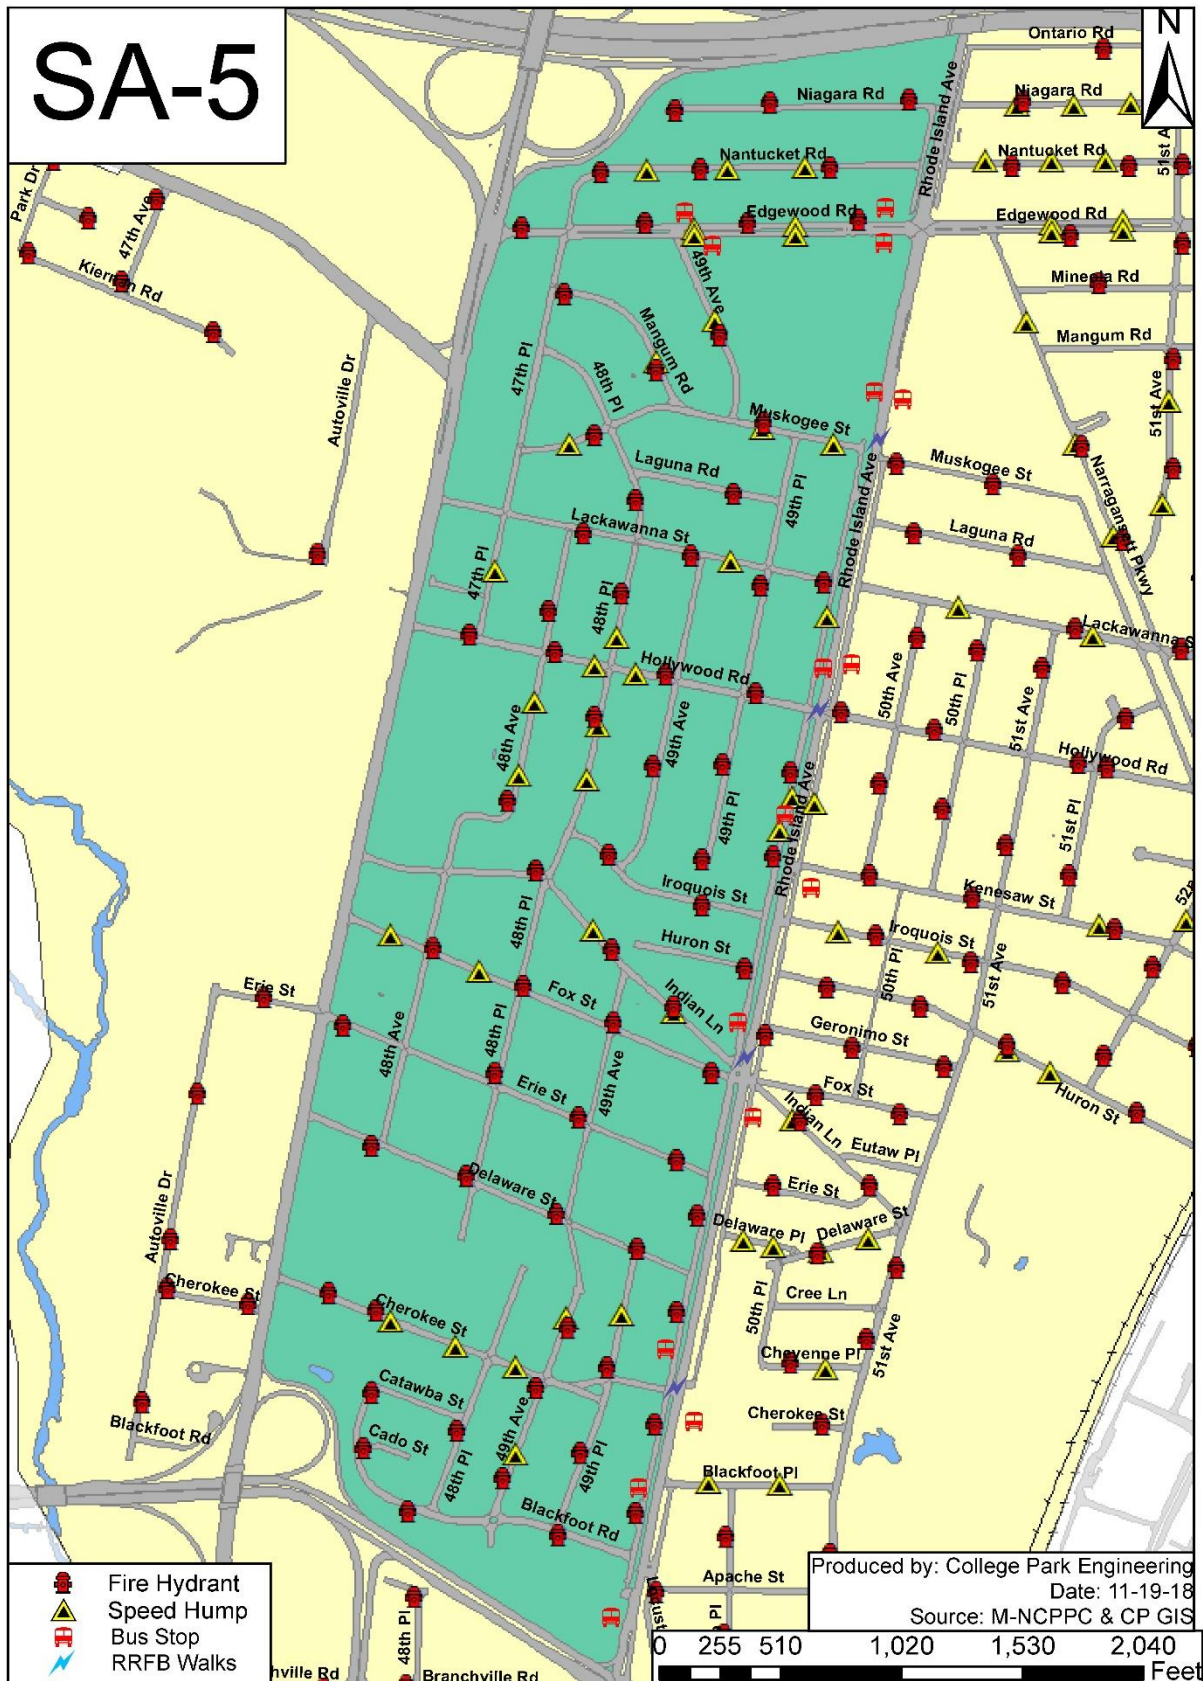 SA-5
N
Ontario Rd
Niagara Rd
Niagara Rd
Rhode Island Ave
Nantucket Rd
Nantucket Rd
51st A
Park Dr
47th Ave
Edgewood Rd
Edgewood Rd
Kiernan Rd
49th Ave
Mineola Rd
Mangum Rd
Mangum Rd
47th Pl
48th Pl
Autoville Dr
51st Ave
Muskogee St
Muskogee St
Laguna Rd
49th Pl
Rhode Island Ave
Narragansett Pkwy
Lackawanna St
Laguna Rd
47th Pl
48th Pl
Lackawanna S
Hollywood Rd
50th Ave
50th Pl
51st Ave
48th Ave
49th Ave
Hollywood Rd
49th Pl
Rhode Island Ave
51st Pl
Iroquois St
Kenesaw St
52n
48th Pl
Huron St
Iroquois St
50th Pl
51st Ave
Erie St
Fox St
Indian Ln
48th Ave
48th Pl
Geronimo St
49th Ave
Erie St
Fox St
Huron St
Indian Ln
Eutaw Pl
Delaware St
Erie St
Autoville Dr
Delaware Pl
Delaware St
Cherokee St
Cherokee St
50th Pl
Cree Ln
51st Ave
Cheyenne Pl
Catawba St
Cado St
49th Ave
Cherokee St
Blackfoot Rd
48th Pl
49th Pl
Blackfoot Pl
Blackfoot Rd
Apache St
48th Pl
Pl
ville Rd
Branchville Rd
Fire Hydrant
Speed Hump
Bus Stop
RRFB Walks
Produced by: College Park Engineering
Date: 11-19-18
Source: M-NCPPC & CP GIS
0 255 510 1,020 1,530 2,040
Feet